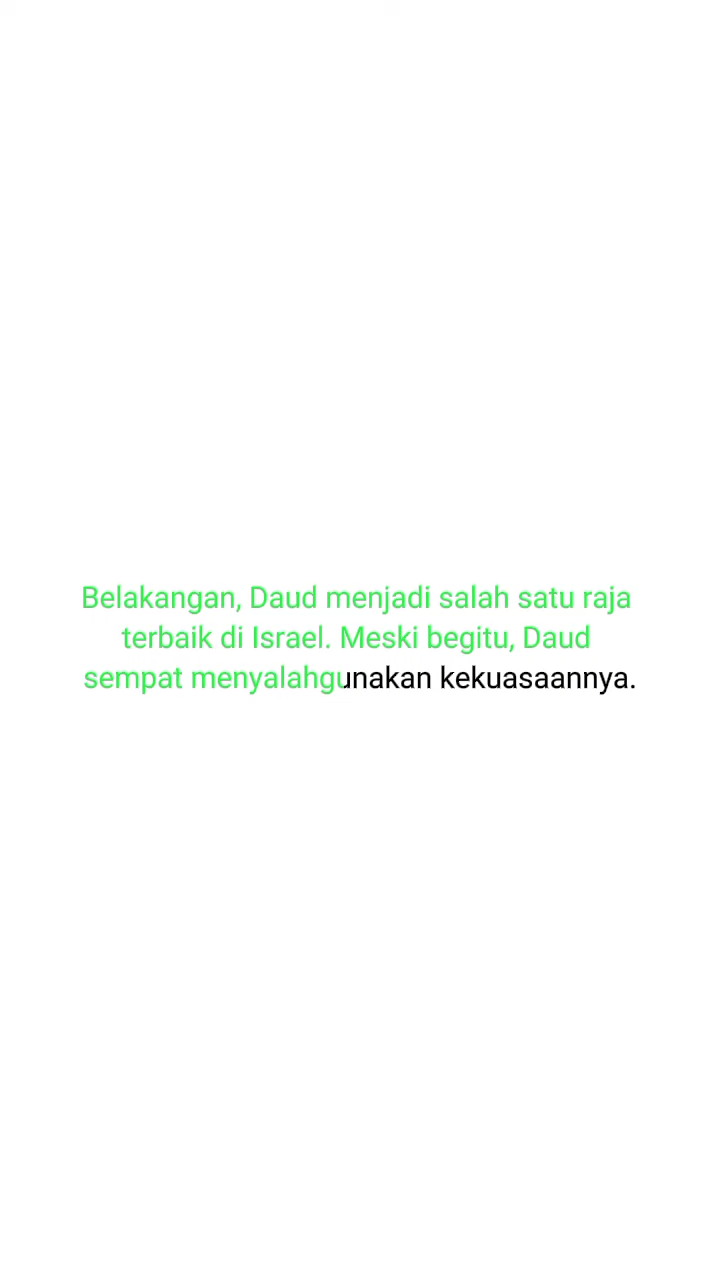 Belakangan, Daud menjadi salah satu raja
terbaik di Israel. Meski begitu, Daud
sempat menyalahgunakan kekuasaannya.